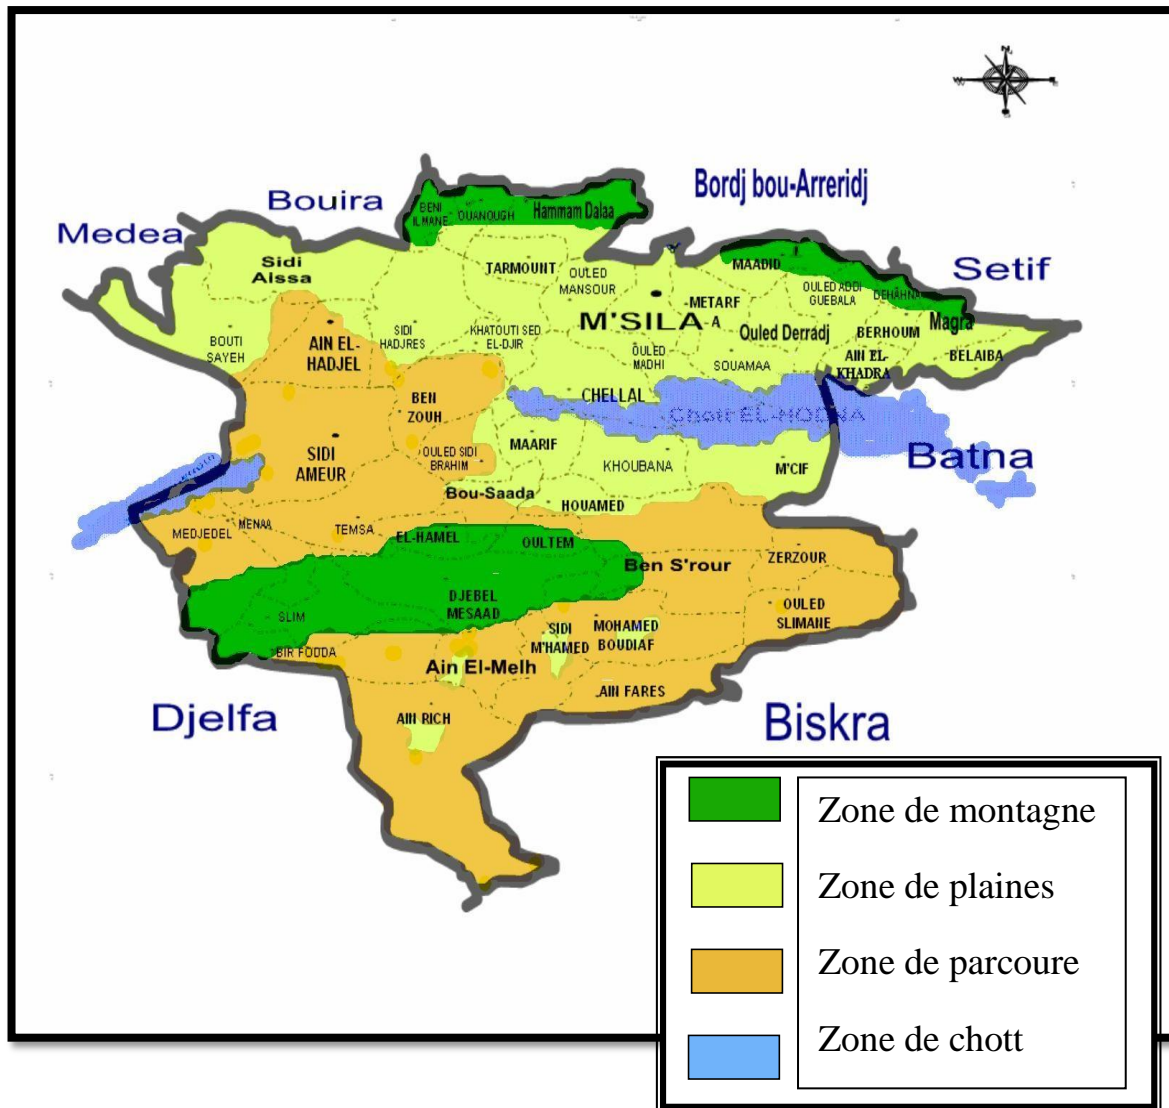 N
W
E
S
Bordj bou-Arreridj
Bouira
Medea
Setif
BENI
ILMANE
OUANOUGH
Hammam Dalaa
Sidi
Aissa
TARMOUNT
OULED
MANSOUR
MAADID
OULED ADDI
GUEBALA
DEHAHNA
Magra
METARF
A
M'SILA
Ouled Derradj
BERHOUM
BELAIBA
AIN EL-
KHADRA
AIN EL-
HADJEL
BOUTI
SAYEH
SIDI
HADJRES
KHATOUTI SED
EL-DJIR
OULED
MADHI
SOUAMAA
CHELLAL
Chott EL-HODNA
BEN
ZOUH
MAARIF
KHOUBANA
M'CIF
Batna
SIDI
AMEUR
OULED SIDI
BRAHIM
Bou-Saada
HOUAMED
MEDJEDEL
MENAA
TEMSA
EL-HAMEL
OULTEM
Ben S'rour
ZERZOUR
SLIM
DJEBEL
MESAAD
OULED
SLIMANE
SIDI
M'HAMED
MOHAMED
BOUDIAF
BIR FODDA
Ain El-Melh
AIN FARES
AIN RICH
Djelfa
Biskra
Zone de montagne
Zone de plaines
Zone de parcoure
Zone de chott